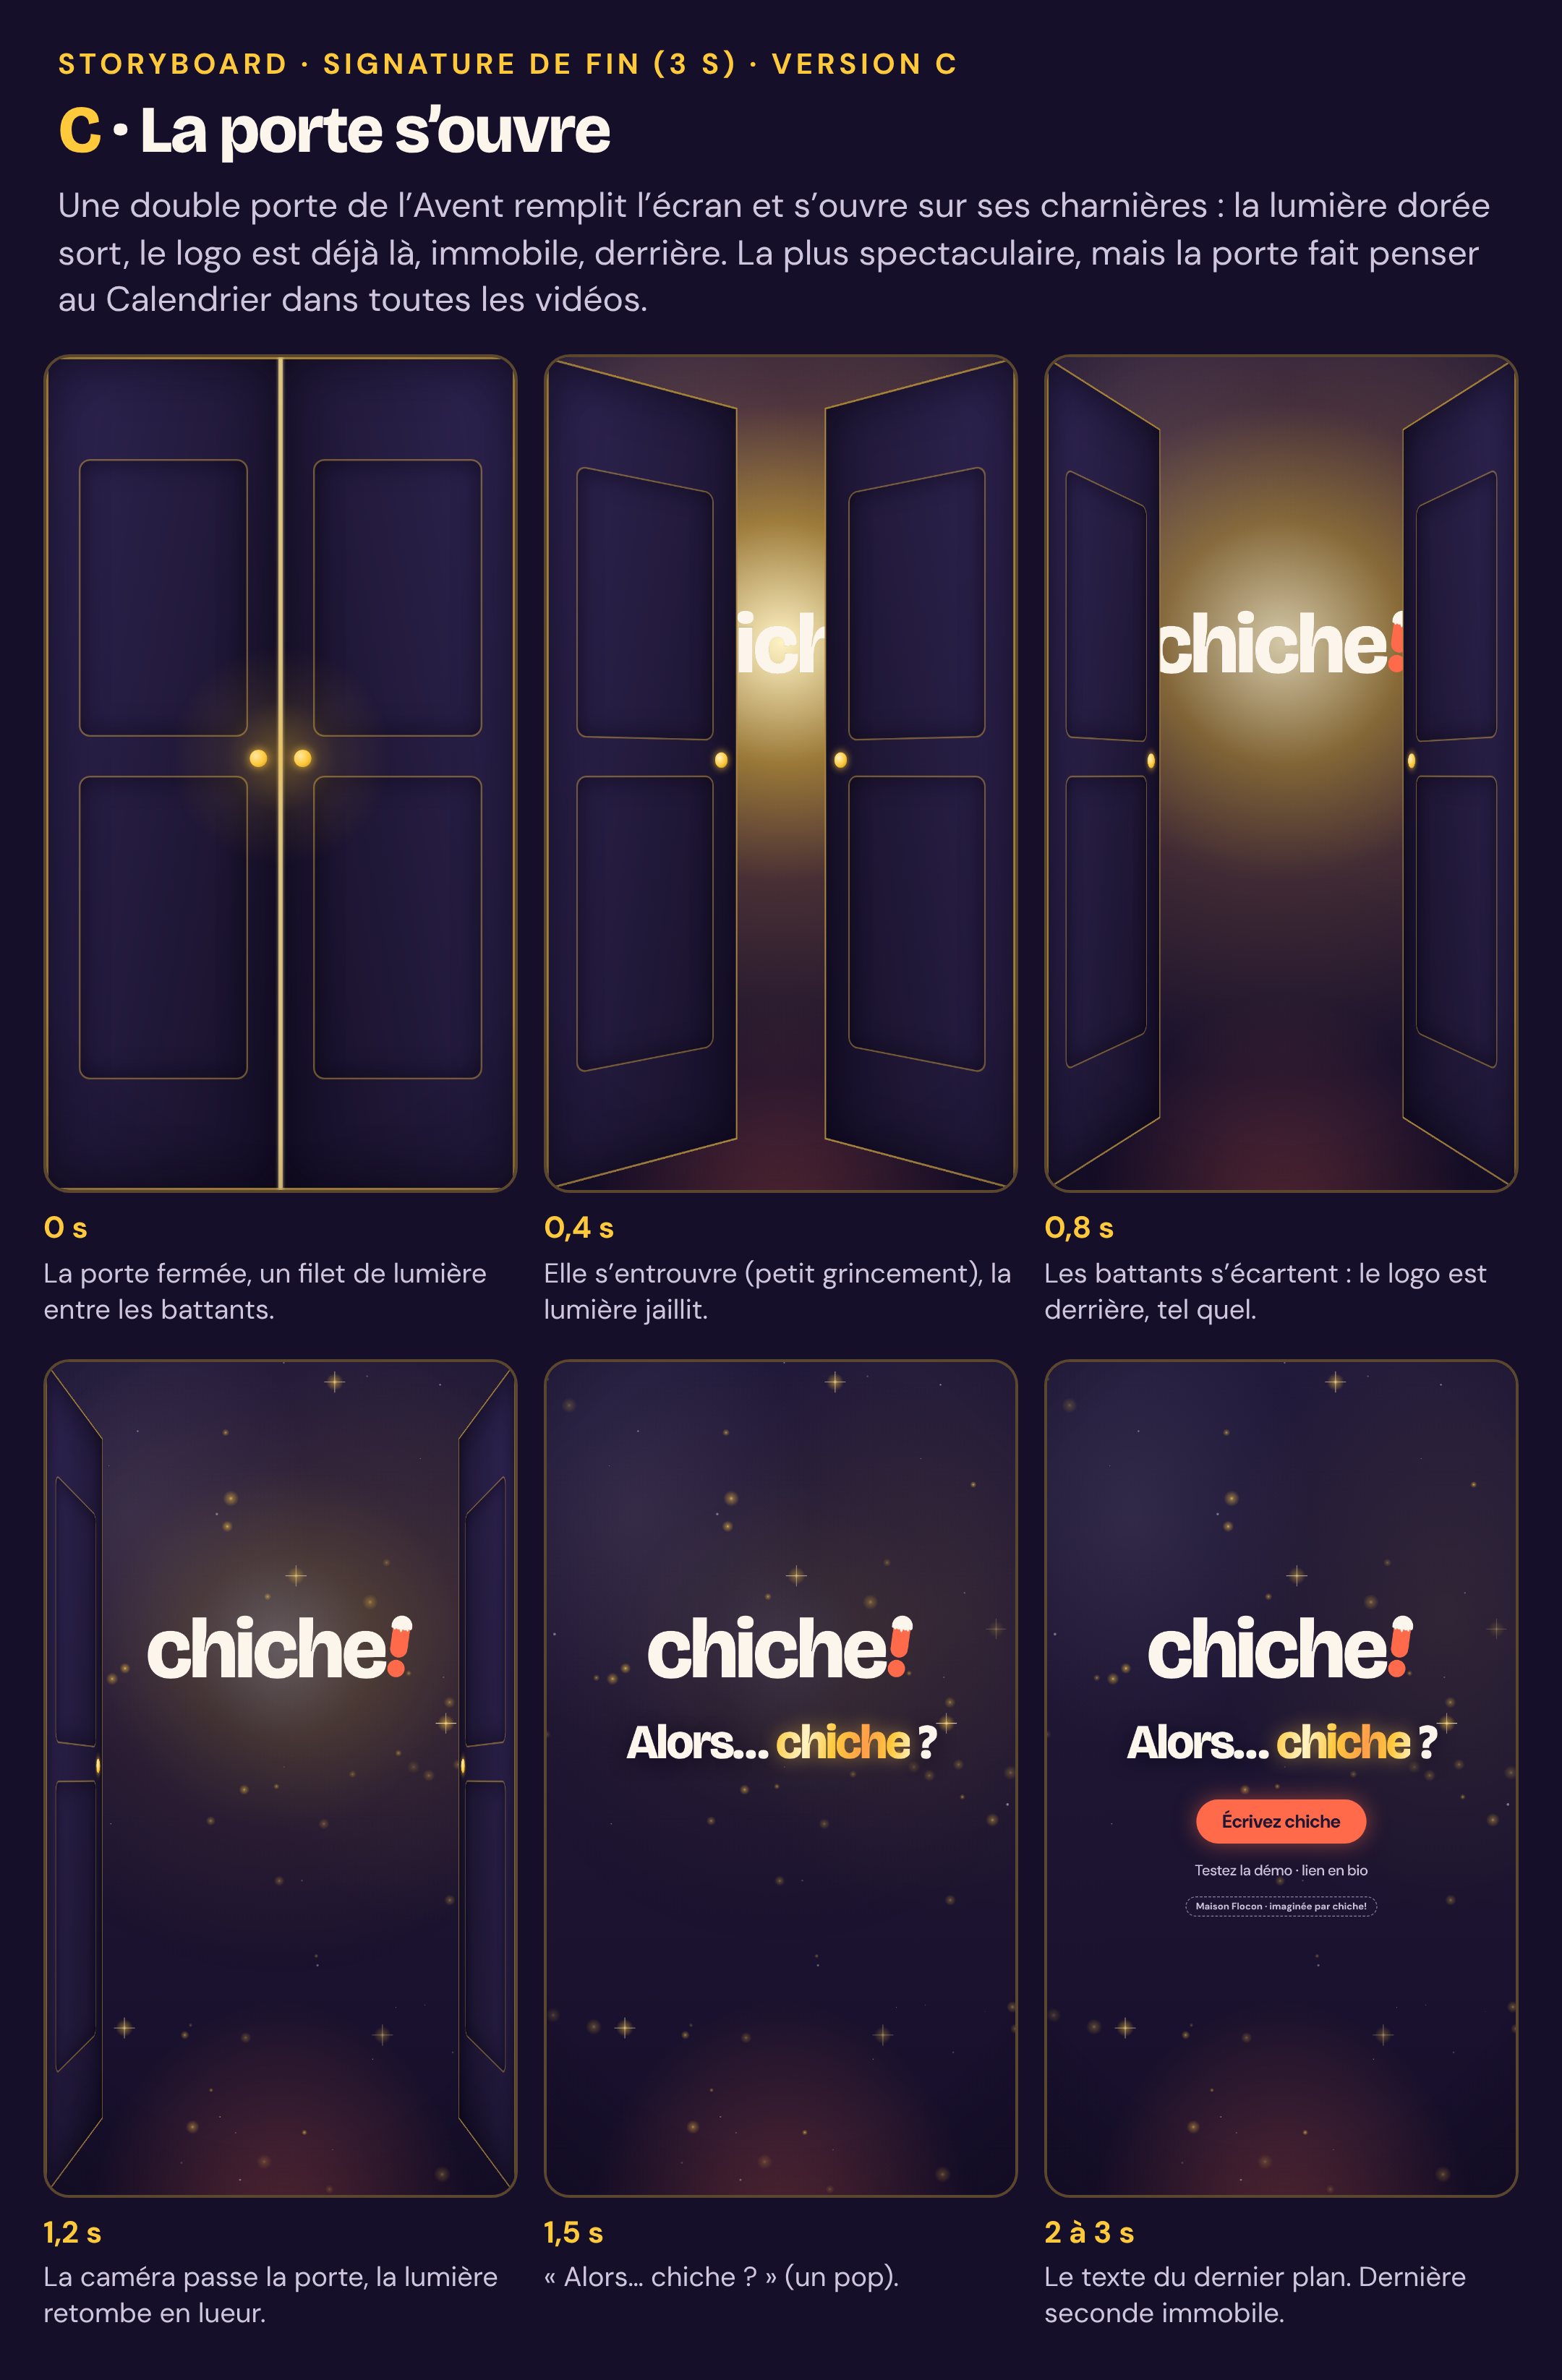 STORYBOARD · SIGNATURE DE FIN (3 S) · VERSION C
C · La porte s’ouvre
Une double porte de l’Avent remplit l’écran et s’ouvre sur ses charnières : la lumière dorée
sort, le logo est déjà là, immobile, derrière. La plus spectaculaire, mais la porte fait penser
au Calendrier dans toutes les vidéos.
ich
chiche!
0 s
La porte fermée, un filet de lumière
entre les battants.
0,4 s
Elle s’entrouvre (petit grincement), la
lumière jaillit.
0,8 s
Les battants s’écartent : le logo est
derrière, tel quel.
chiche!
chiche!
Alors... chiche ?
chiche!
Alors... chiche ?
Écrivez chiche
Testez la démo · lien en bio
Maison Flocon · imaginée par chiche!
1,2 s
La caméra passe la porte, la lumière
retombe en lueur.
1,5 s
« Alors... chiche ? » (un pop).
2 à 3 s
Le texte du dernier plan. Dernière
seconde immobile.